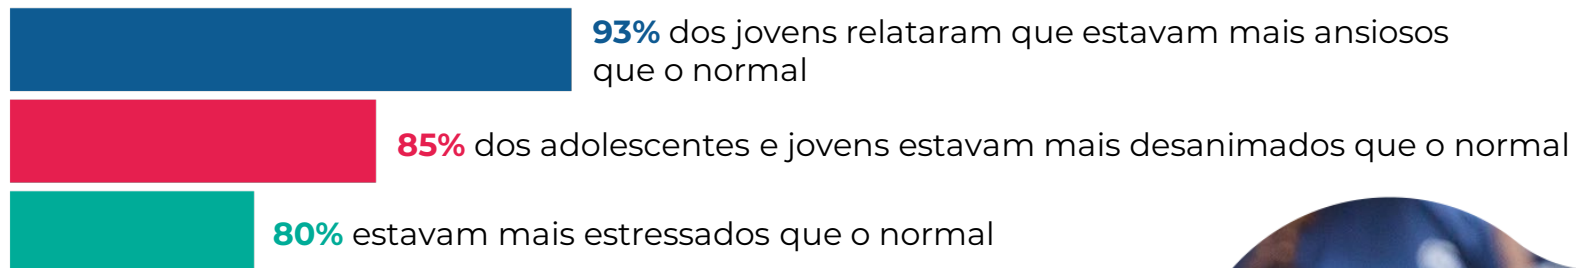 93% dos jovens relataram que estavam mais ansiosos
que o normal
85% dos adolescentes e jovens estavam mais desanimados que o normal
80% estavam mais estressados que o normal